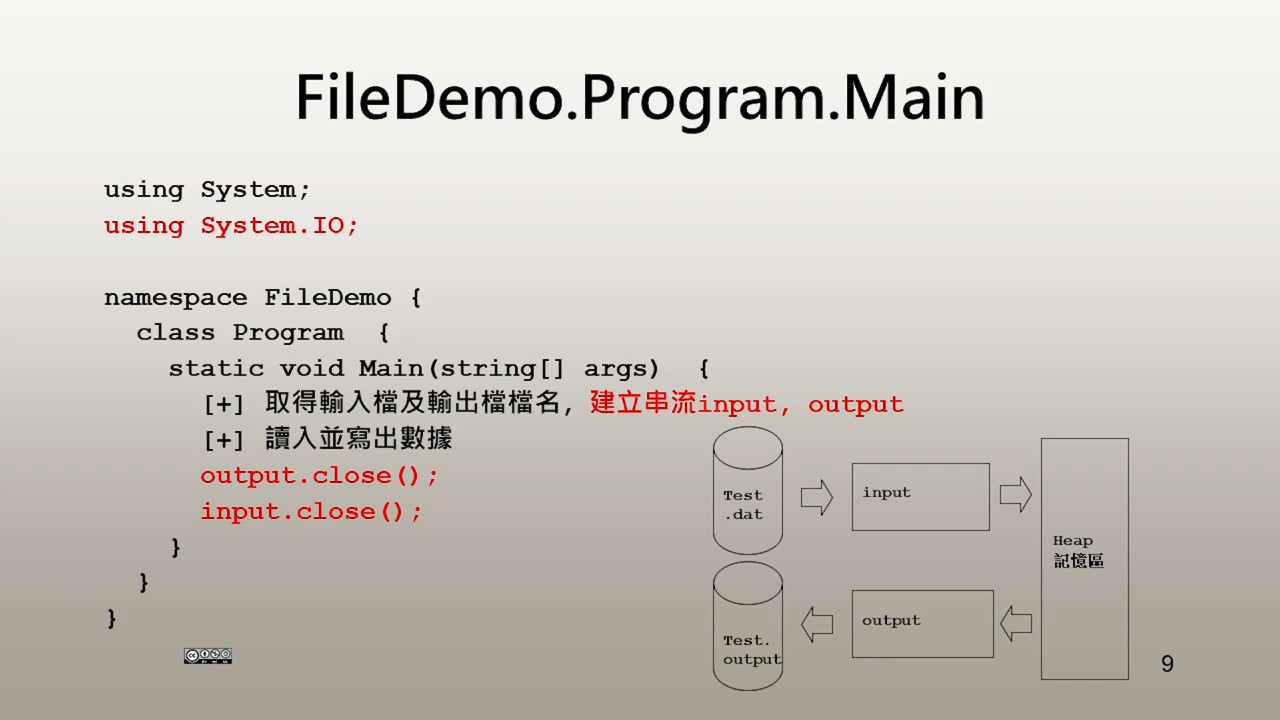 FileDemo.Program.Main
using System;
using System.IO;
namespace FileDemo {
class Program {
static void Main(string[] args) {
[+] 取得輸入檔及輸出檔檔名, 建立串流input, output
[+] 讀入並寫出數據
output.close();
input.close();
}
}
}
Test
.dat
input
Heap
記憶區
Test.
output
output
9